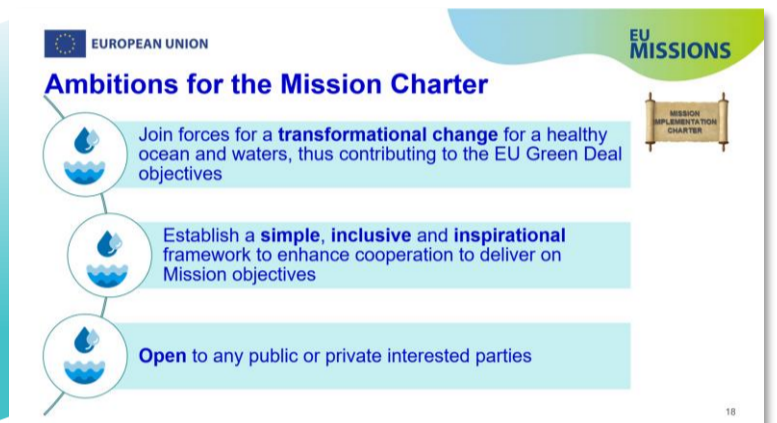 EUROPEAN UNION
EU
MISSIONS
Ambitions for the Mission Charter
MISSION
IMPLEMENTATION
CHARTER
Join forces for a transformational change for a healthy
ocean and waters, thus contributing to the EU Green Deal
objectives
Establish a simple, inclusive and inspirational
framework to enhance cooperation to deliver on
Mission objectives
Open to any public or private interested parties
18